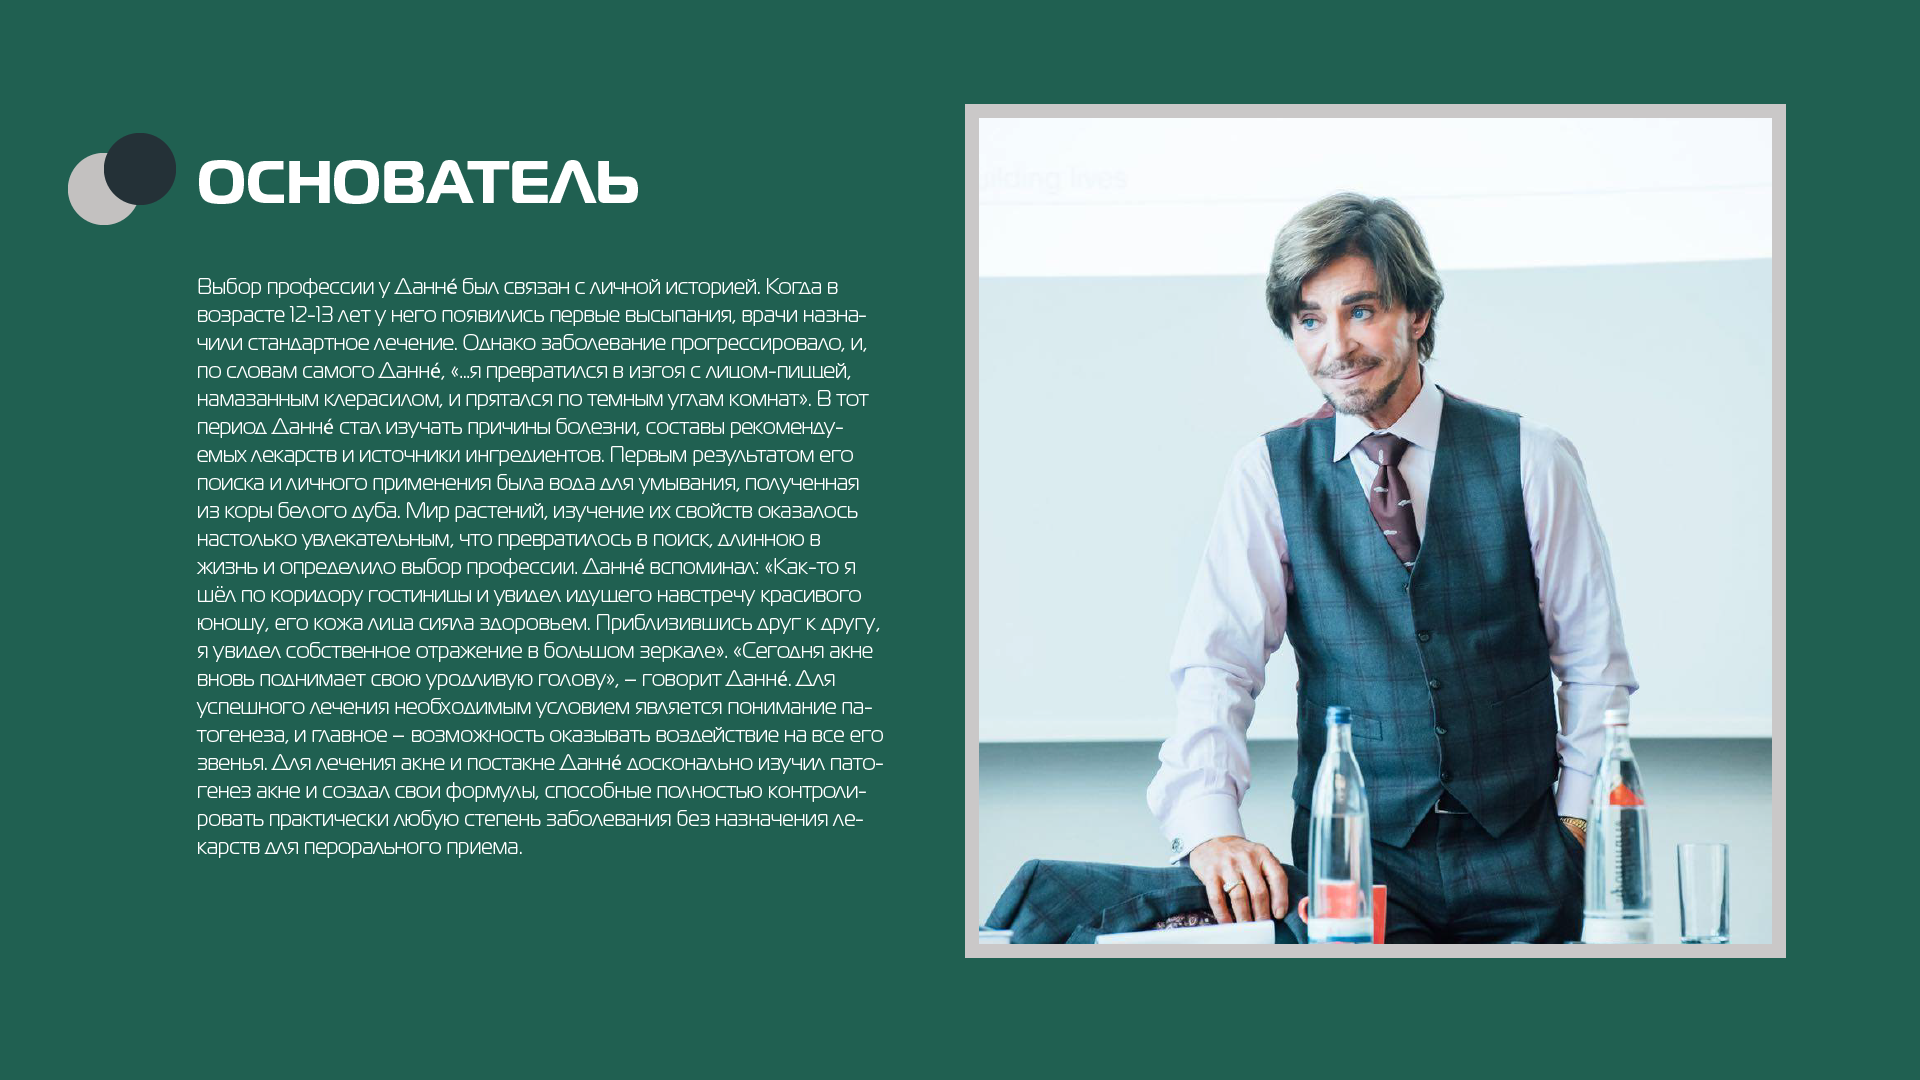 ОСНОВАТЕЛЬ
Выбор профессии уДаннé был связан с личной историей. Когда в
возрасте 12-13 лет у него появились первые высыпания, врачи назна-
чили стандартное лечение. Однако заболевание прогрессировало, и,
по словам самого Даннé, «...я превратился в изгоя с лицом-пиццей,
намазанным клерасилом, и прятался по темным углам комнат». В тот
период Даннé стал изучать причины болезни, составы рекоменду-
емых лекарств и источники ингредиентов. Первым результатом его
поиска и личного применения была вода для умывания, полученная
из коры белого дуба. Мир растений, изучение их свойств оказалось
настолько увлекательным, что превратилось в поиск, длинною в
жизнь и определило выбор профессии. Даннé вспоминал: «Как-то я
шёл по коридору гостиницы и увидел идущего навстречу красивого
юношу, его кожа лица сияла здоровьем. Приблизившись друг к другу,
я увидел собственное отражение в большом зеркале». «Сегодня акне
вновь поднимает свою уродливую голову», – говорит Даннé. Для
успешного лечения необходимым условием является понимание па-
тогенеза, и главное – возможность оказывать воздействие на все его
звенья. Для лечения акне и постакне Даннé досконально изучил пато-
генез акне и создал свои формулы, способные полностью контроли-
ровать практически любую степень заболевания без назначения ле-
карств для перорального приема.
lding lives